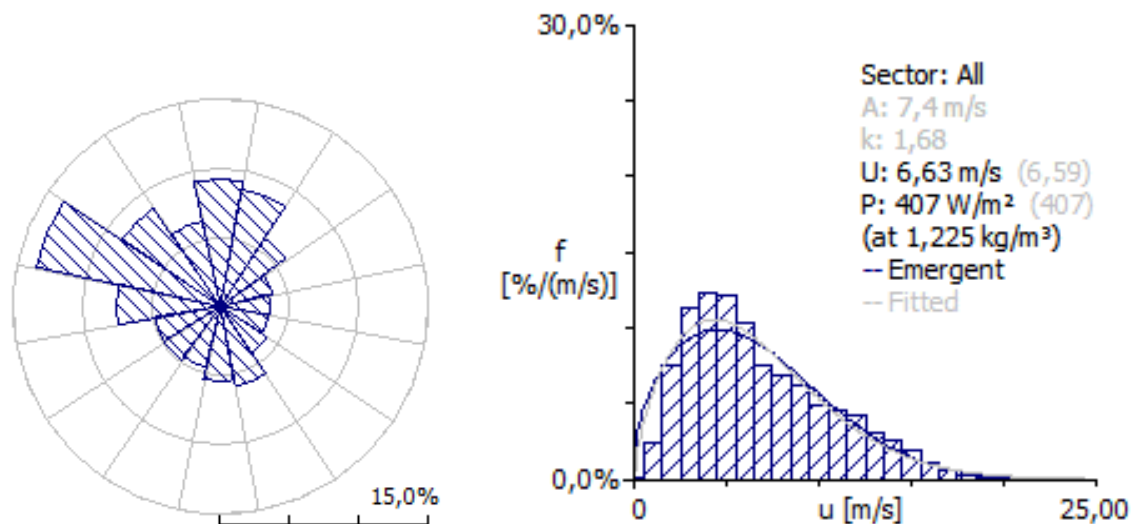 15,0%
30,0%
f
[%/(m/s)]
0,0%
0
u [m/s]
25,00
Sector: All
A: 7,4 m/s
k: 1,68
U: 6,63 m/s (6,59)
P: 407 W/m² (407)
(at 1,225 kg/m³)
-- Emergent
-- Fitted